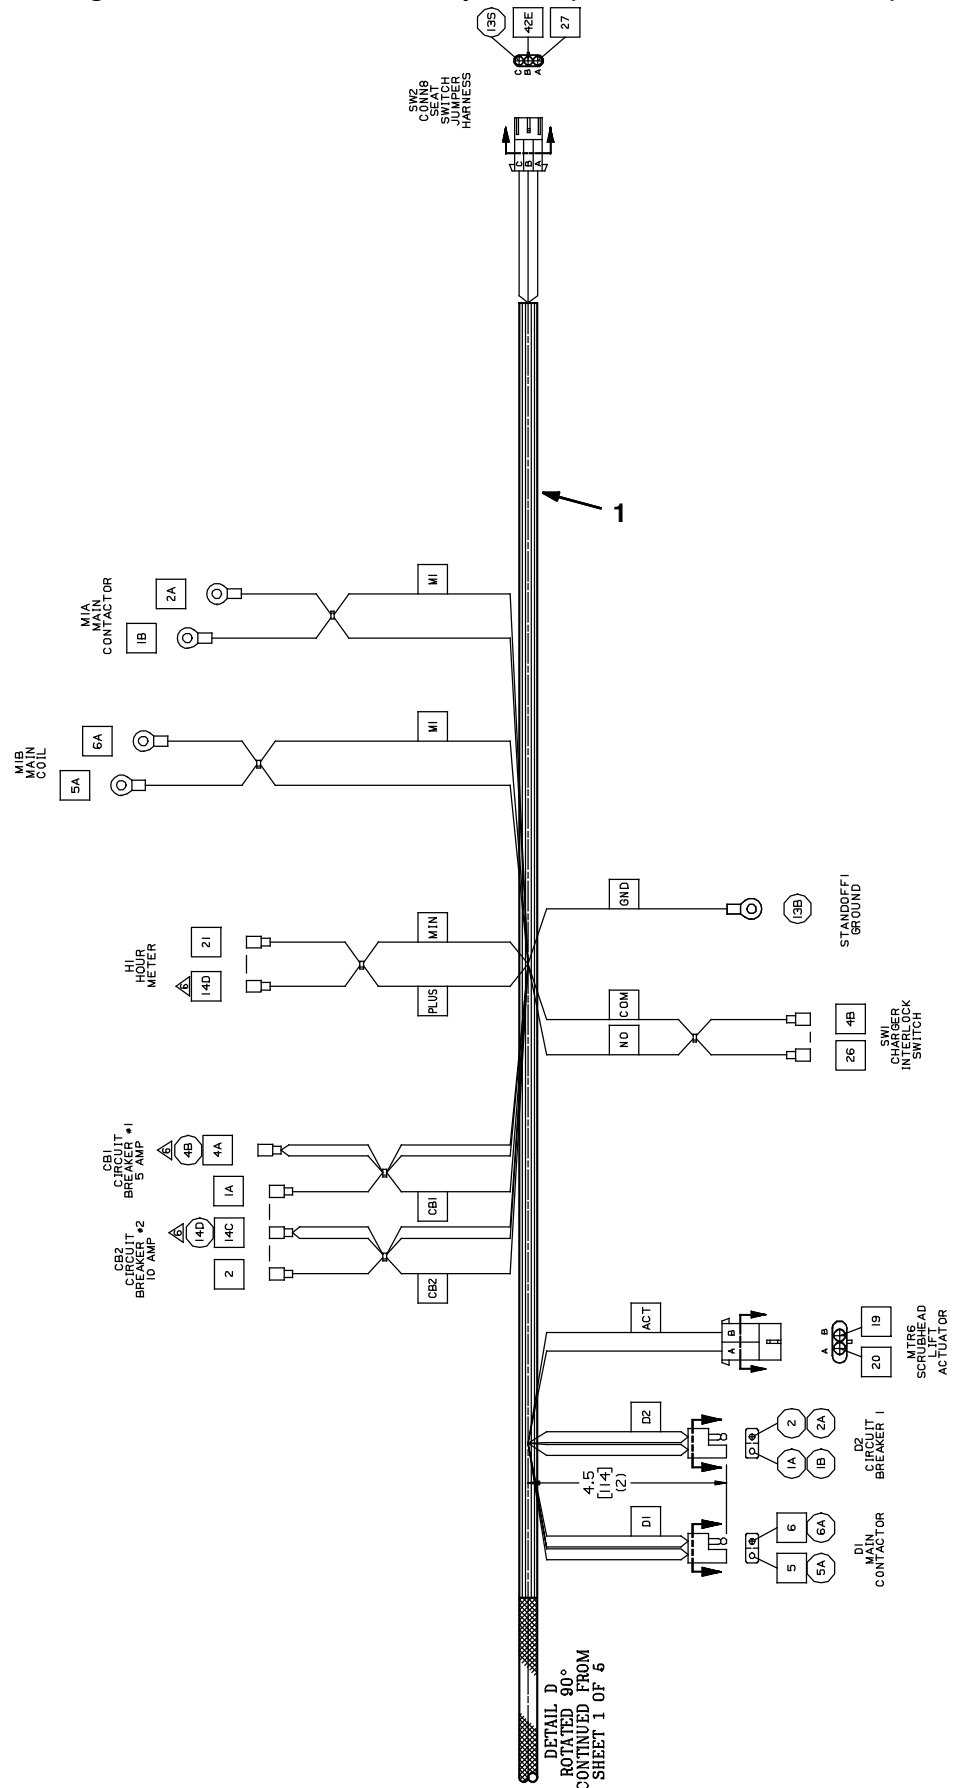 13S
42E
27
C
B
A
SW2
CONN8
SEAT
SWITCH
JUMPER
HARNESS
C
B
A
1
M1A
MAIN
CONTACTOR
2A
1B
M1
M1B
MAIN
COIL
6A
5A
M1
H1
HOUR
METER
21
6
14D
MIN
PLUS
GND
13B
STANDOFF1
GROUND
COM
NO
4B
26
SW1
CHARGER
INTERLOCK
SWITCH
CB1
CIRCUIT
BREAKER #1
5 AMP
6
4B
4A
1A
CB1
CB2
CIRCUIT
BREAKER #2
10 AMP
6
14D
14C
2
CB2
ACT
B
A
B
A
19
20
MTR6
SCRUBHEAD
LIFT
ACTUATOR
D2
2
2A
1A
1B
D2
CIRCUIT
BREAKER 1
4.5
[114]
(2)
D1
6
6A
5
5A
D1
MAIN
CONTACTOR
DETAIL D
ROTATED 90°
CONTINUED FROM
SHEET 1 OF 5